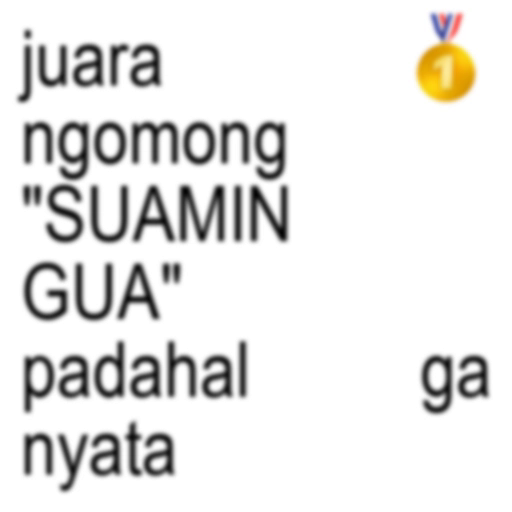 juara 🥇
ngomong
"SUAMIN
GUA"
padahal ga
nyata